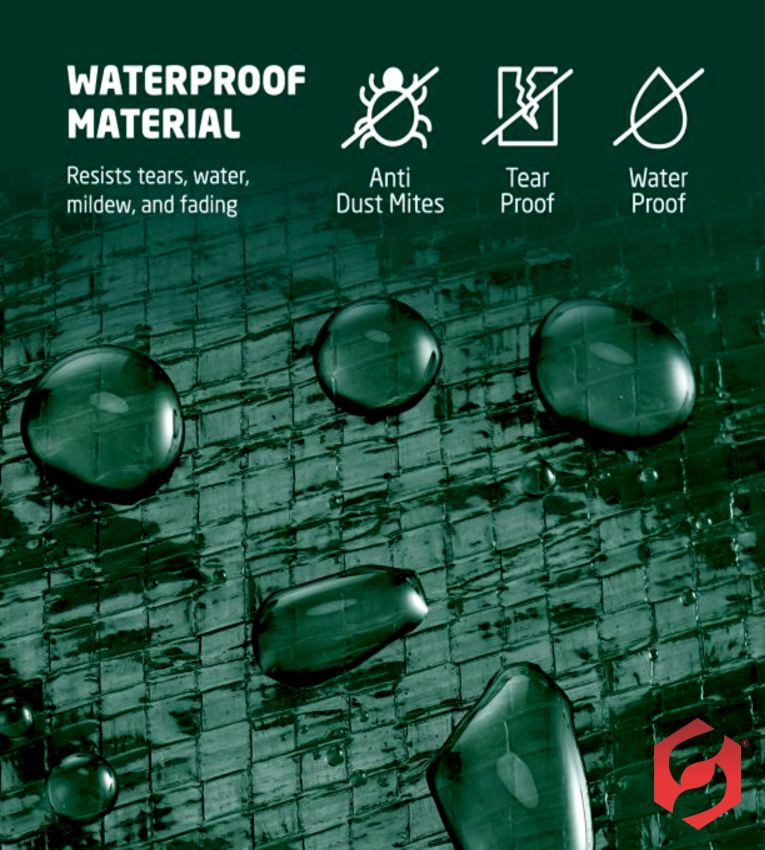 WATERPROOF
MATERIAL
Resists tears, water,
mildew, and fading
Anti
Dust Mites
Tear
Proof
Water
Proof
®